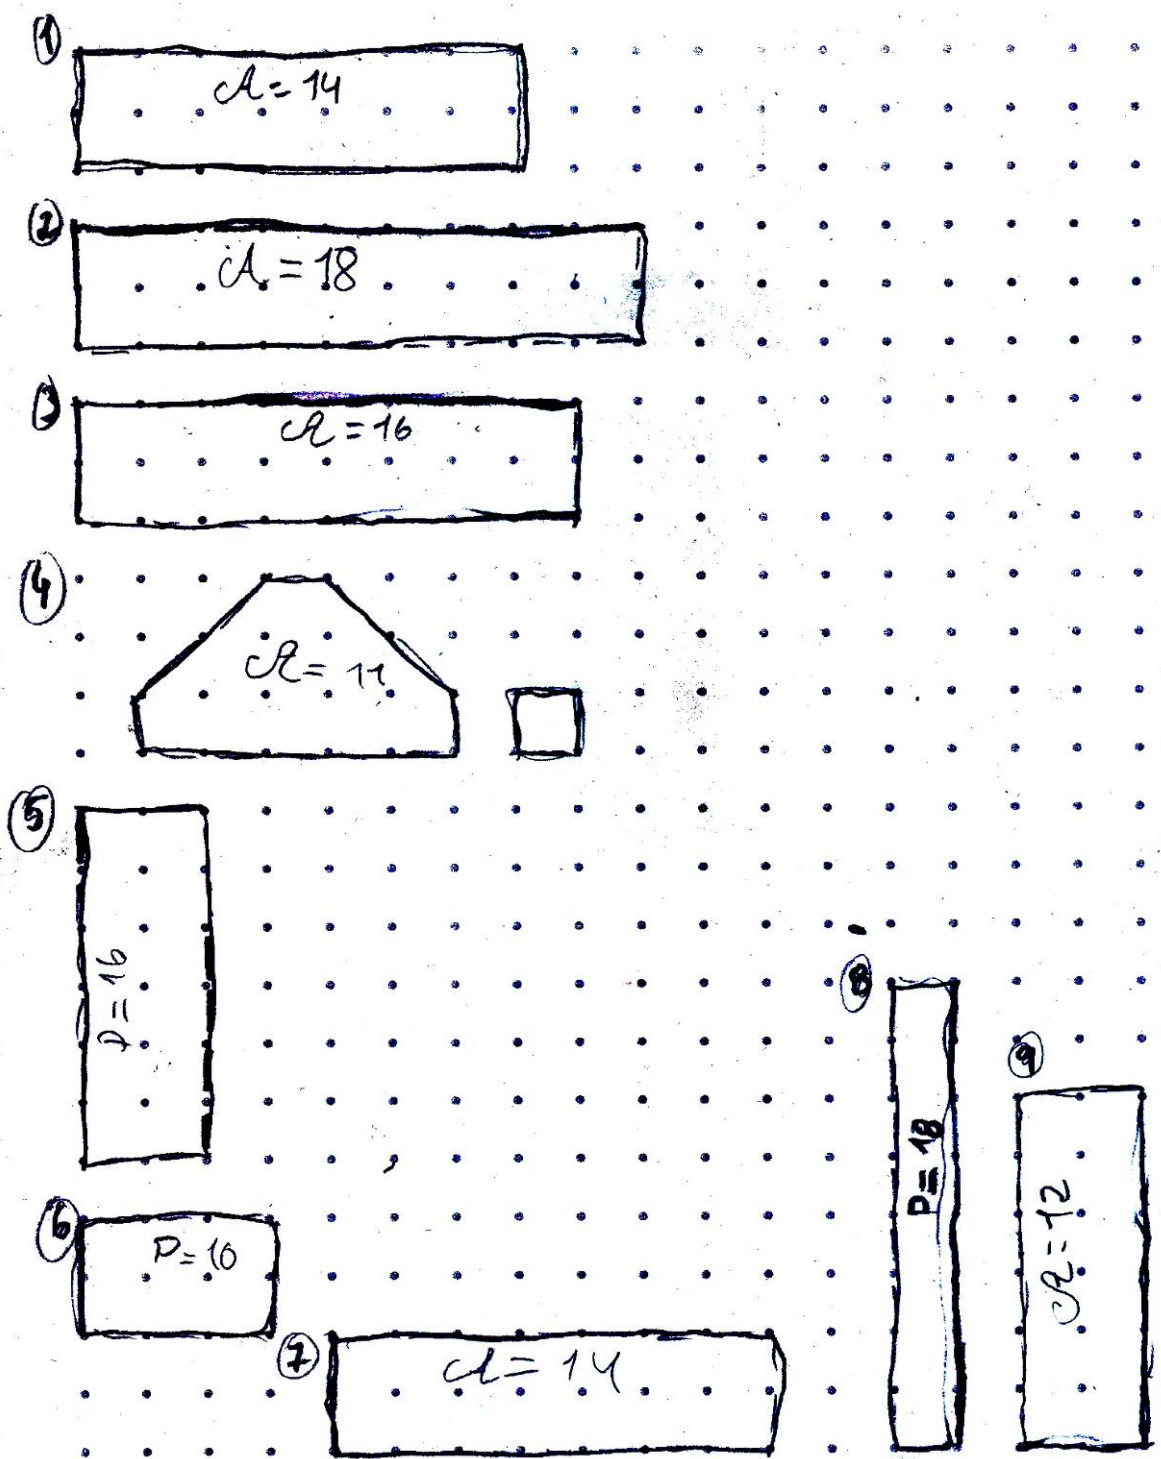 1
A = 14
2
A = 18
3
A = 16
4
A = 11
5
P = 16
6
P = 10
7
A = 14
8
P = 18
9
A = 12